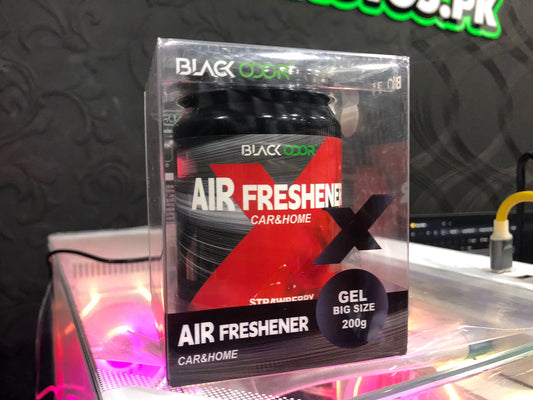 BLACK ODOR
BLACK ODOR
AIR FRESHENER
CAR&HOME
X
STRAWBERRY
GEL
BIG SIZE
200g
AIR FRESHENER
CAR&HOME